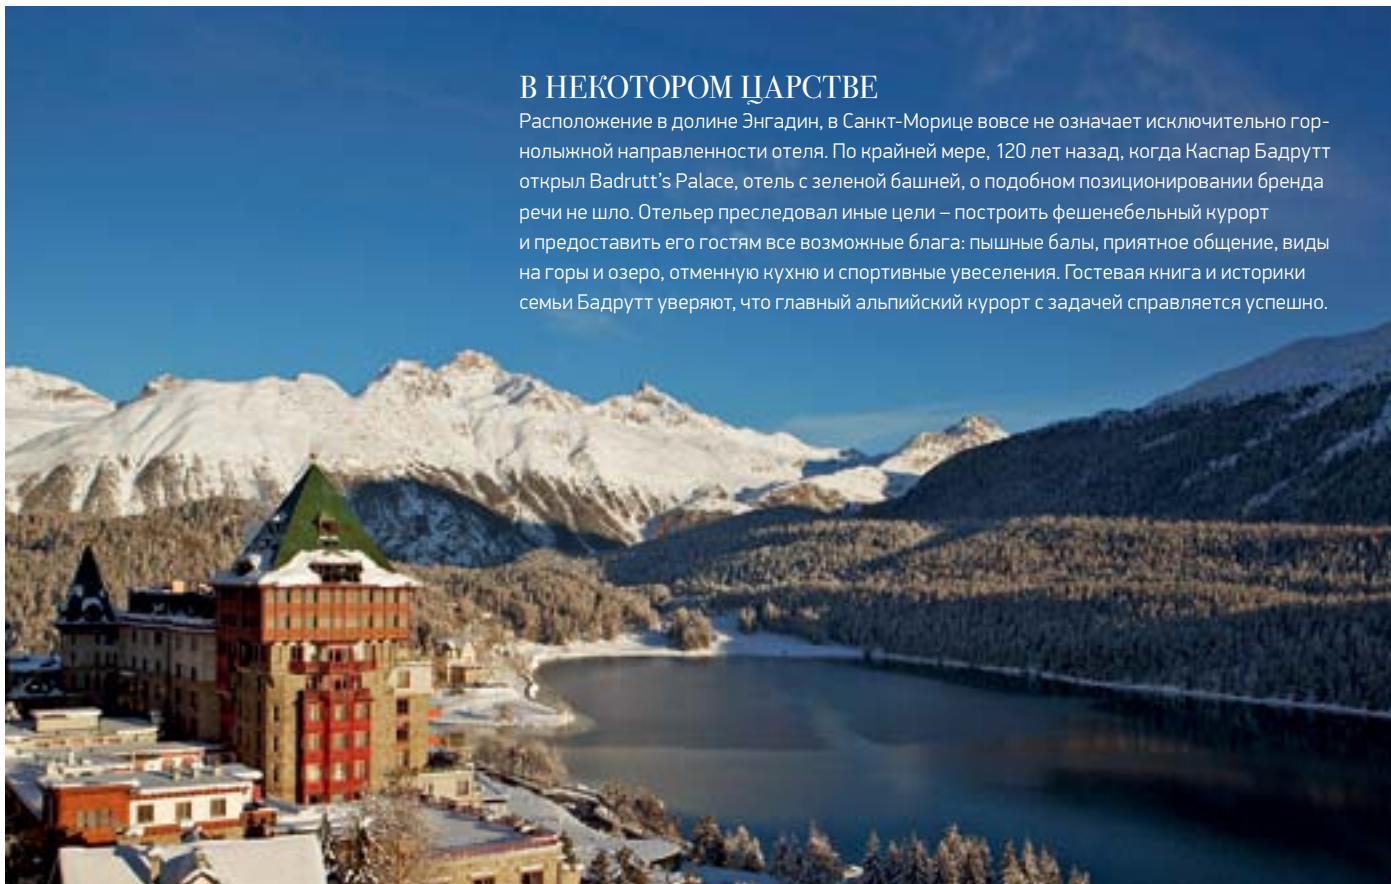 В НЕКОТОРОМ ЦАРСТВЕ
Расположение в долине Энгадин, в Санкт-Морице вовсе не означает исключительно гор-
нолыжной направленности отеля. По крайней мере, 120 лет назад, когда Каспар Бадрутт
открыл Badrutt’s Palace, отель с зеленой башней, о подобном позиционировании бренда
речи не шло. Отельер преследовал иные цели – построить фешенебельный курорт
и предоставить его гостям все возможные блага: пышные балы, приятное общение, виды
на горы и озеро, отменную кухню и спортивные увеселения. Гостевая книга и историки
семьи Бадрутт уверяют, что главный альпийский курорт с задачей справляется успешно.